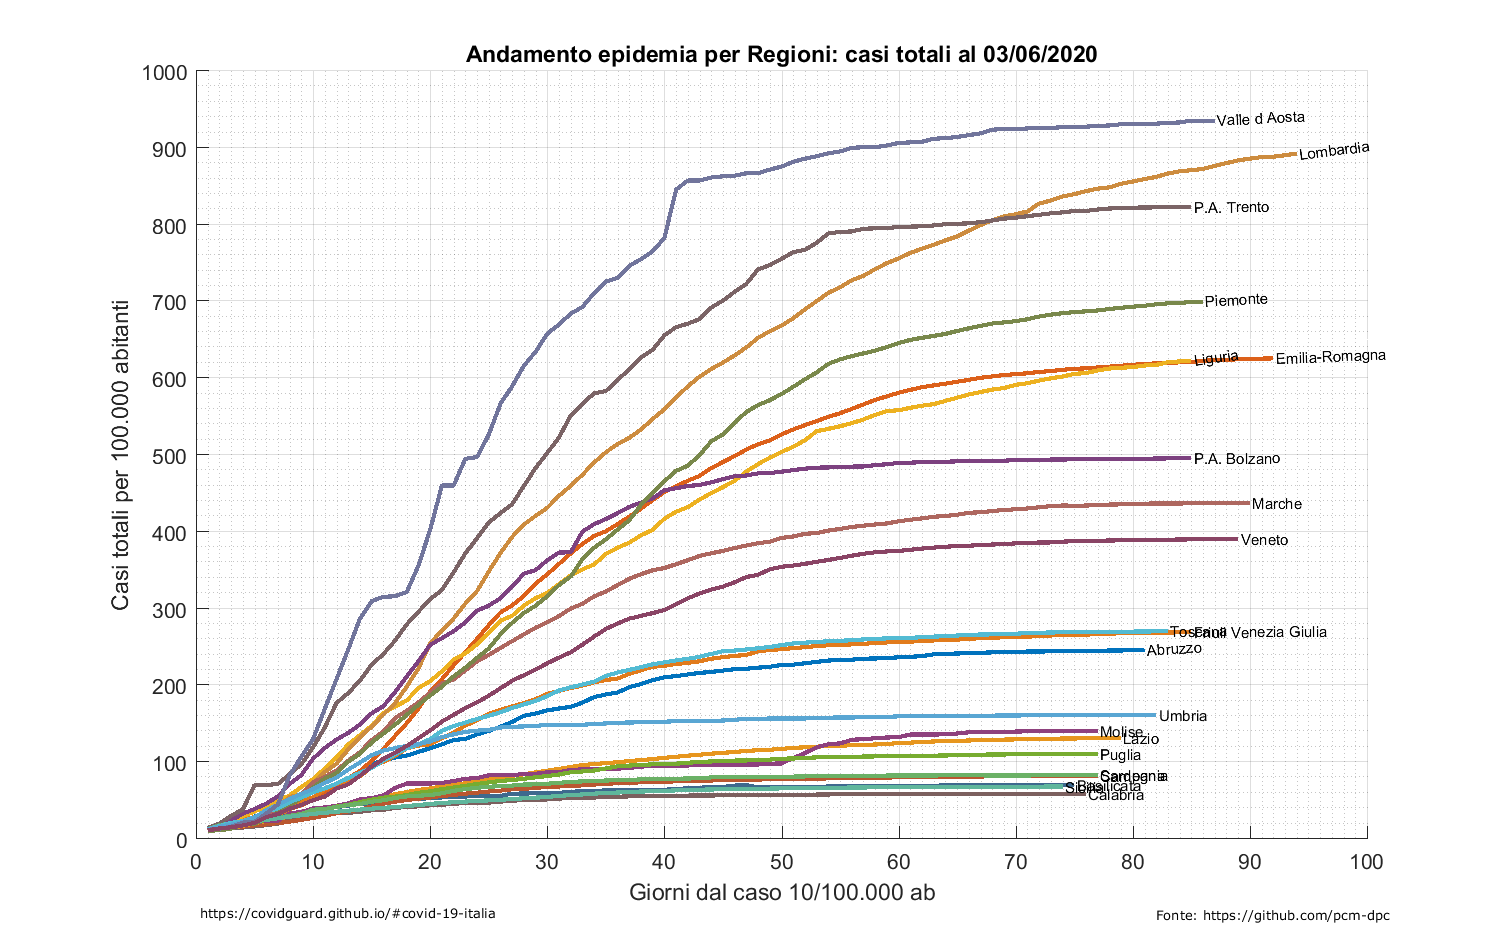 Andamento epidemia per Regioni: casi totali al 03/06/2020
Casi totali per 100.000 abitanti
1000
900
800
700
600
500
400
300
200
100
0
Valle d Aosta
Lombardia
P.A. Trento
Piemonte
Liguria
Emilia-Romagna
P.A. Bolzano
Marche
Veneto
Toscana
Friuli Venezia Giulia
Abruzzo
Umbria
Molise
Lazio
Puglia
Sardegna
Campania
Basilicata
Sicilia
Calabria
0 10 20 30 40 50 60 70 80 90 100
Giorni dal caso 10/100.000 ab
https://covidguard.github.io/#covid-19-italia
Fonte: https://github.com/pcm-dpc